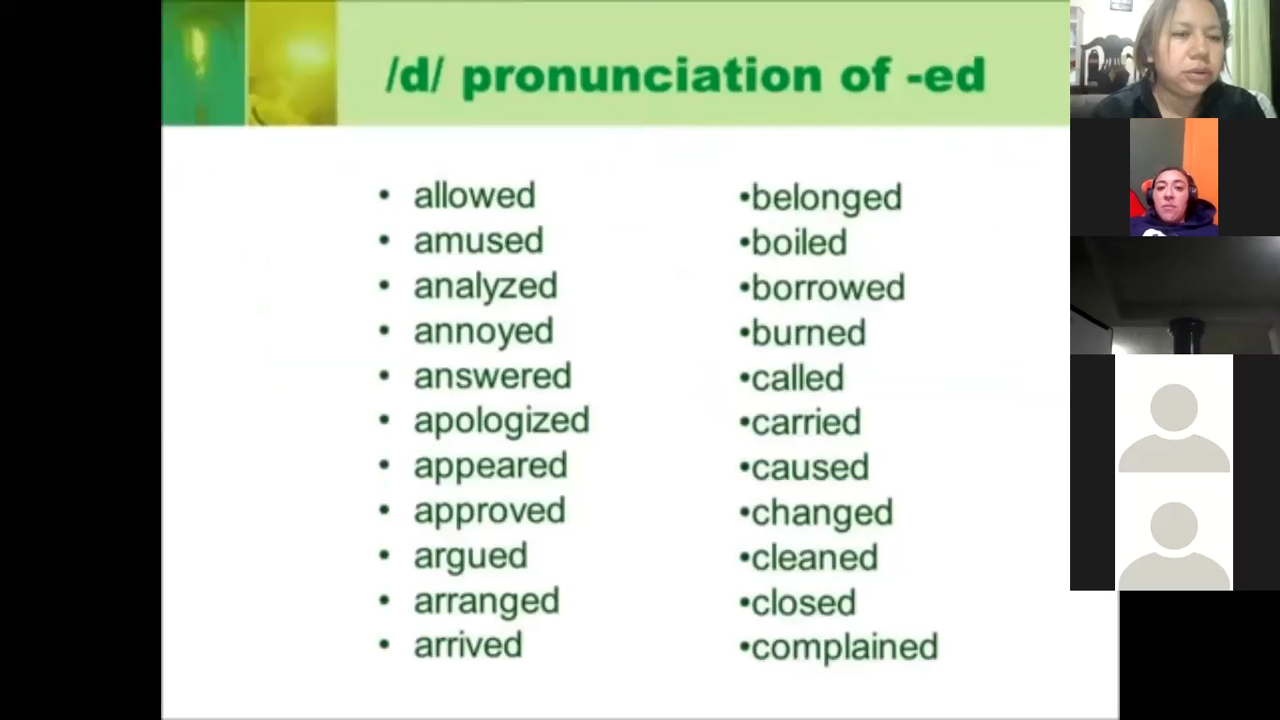 /d/ pronunciation of -ed
• allowed
• amused
• analyzed
• annoyed
• answered
• apologized
• appeared
• approved
• argued
• arranged
• arrived
•belonged
•boiled
•borrowed
•burned
•called
•carried
•caused
•changed
•cleaned
•closed
•complained